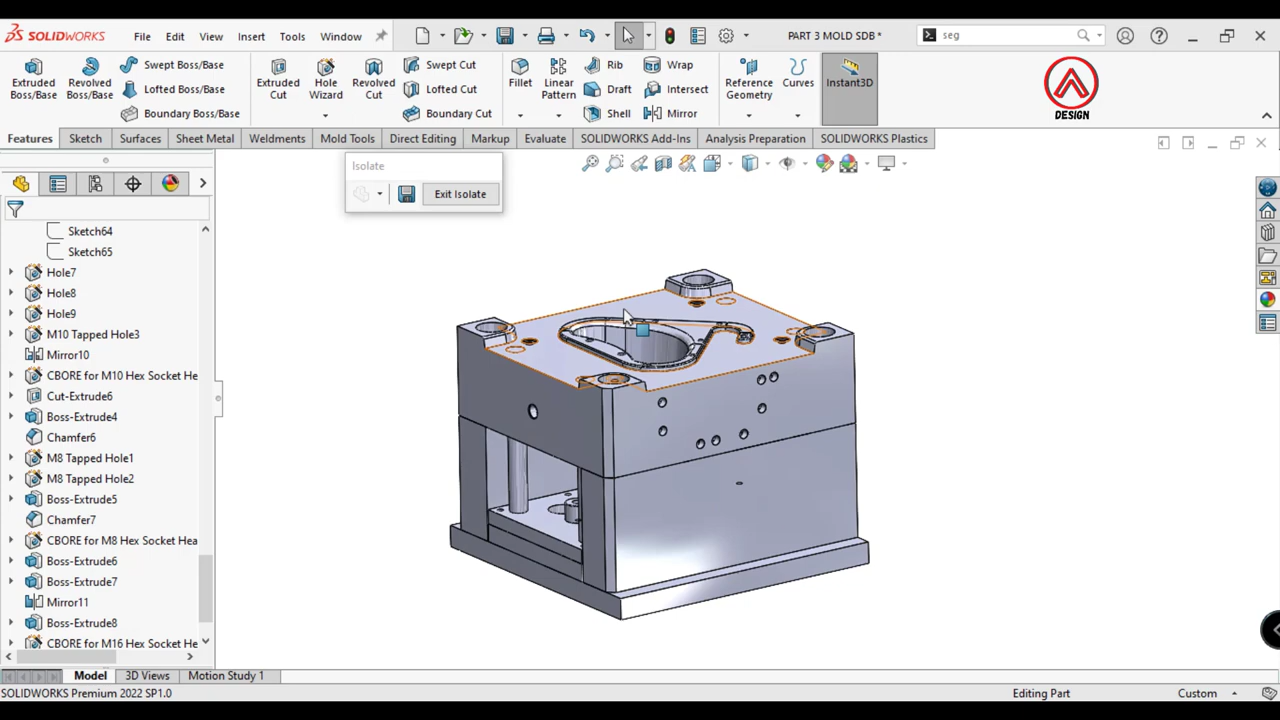 SOLIDWORKS File Edit View Insert Tools Window PART 3 MOLD SDB * seg
Extruded Boss/Base
Revolved Boss/Base
Swept Boss/Base
Lofted Boss/Base
Boundary Boss/Base
Extruded Cut
Hole Wizard
Revolved Cut
Swept Cut
Lofted Cut
Boundary Cut
Fillet
Linear Pattern
Rib
Draft
Shell
Wrap
Intersect
Mirror
Reference Geometry
Curves
Instant3D
DESIGN
Features Sketch Surfaces Sheet Metal Weldments Mold Tools Direct Editing Markup Evaluate SOLIDWORKS Add-Ins Analysis Preparation SOLIDWORKS Plastics
Isolate
Exit Isolate
Sketch64
Sketch65
Hole7
Hole8
Hole9
M10 Tapped Hole3
Mirror10
CBORE for M10 Hex Socket He
Cut-Extrude6
Boss-Extrude4
Chamfer6
M8 Tapped Hole1
M8 Tapped Hole2
Boss-Extrude5
Chamfer7
CBORE for M8 Hex Socket Hea
Boss-Extrude6
Boss-Extrude7
Mirror11
Boss-Extrude8
CBORE for M16 Hex Socket He
Model 3D Views Motion Study 1
SOLIDWORKS Premium 2022 SP1.0 Editing Part Custom